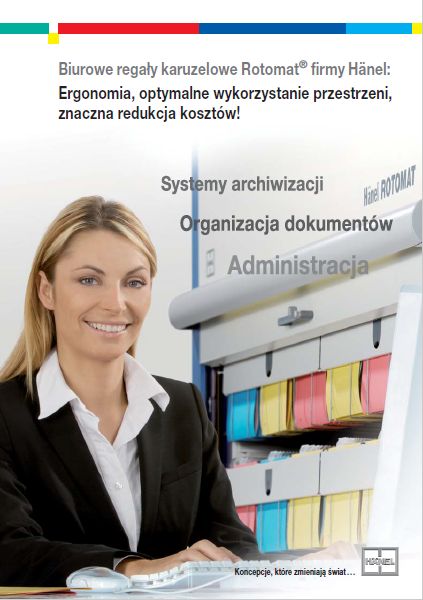 Biurowe regały karuzelowe Rotomat® firmy Hänel:
Ergonomia, optymalne wykorzystanie przestrzeni,
znaczna redukcja kosztów!
Hänel ROTOMAT
Systemy archiwizacji
Organizacja dokumentów
Administracja
HÄNEL
Koncepcje, które zmieniają świat...